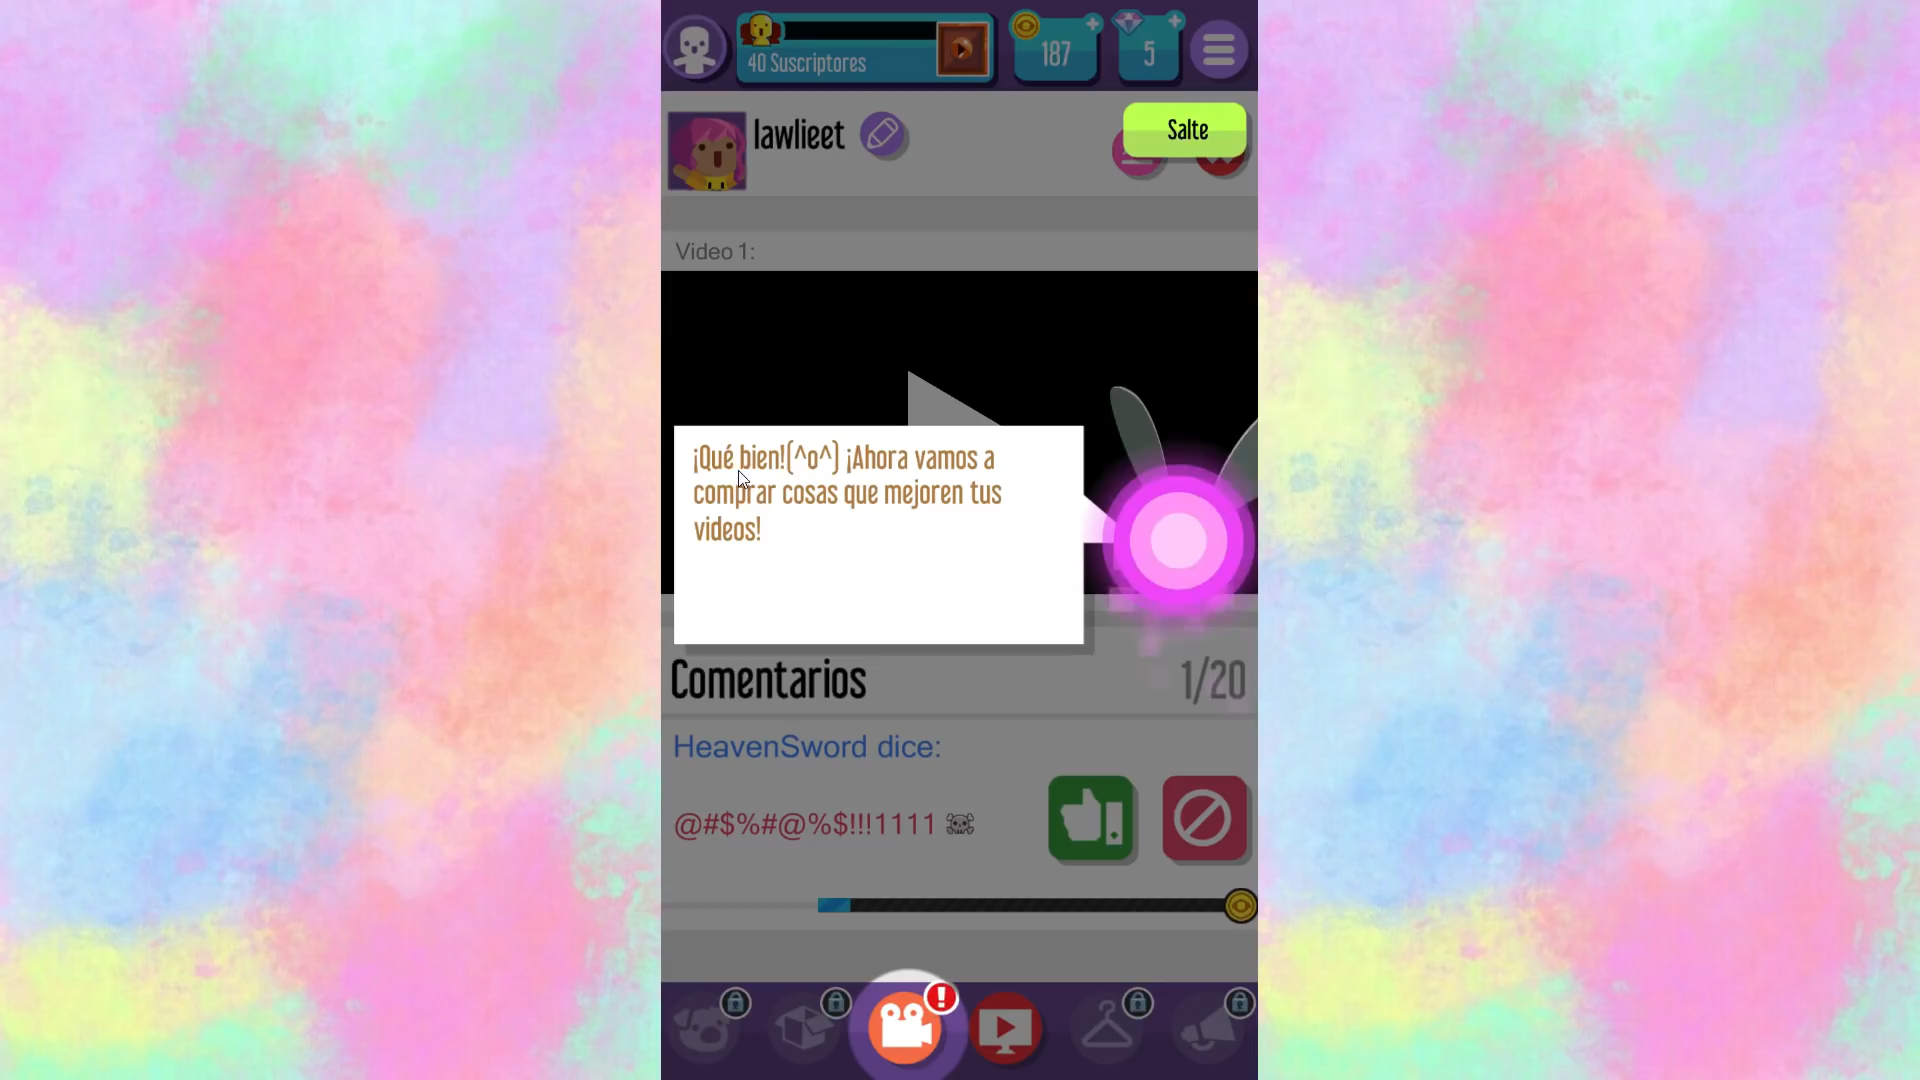 40 Suscriptores
187
5
lawlieet
Salte
Video 1:
¡Qué bien!(^o^) ¡Ahora vamos a
comprar cosas que mejoren tus
videos!
Comentarios
1/20
HeavenSword dice:
@#$%#@%$!!!1111 ☠